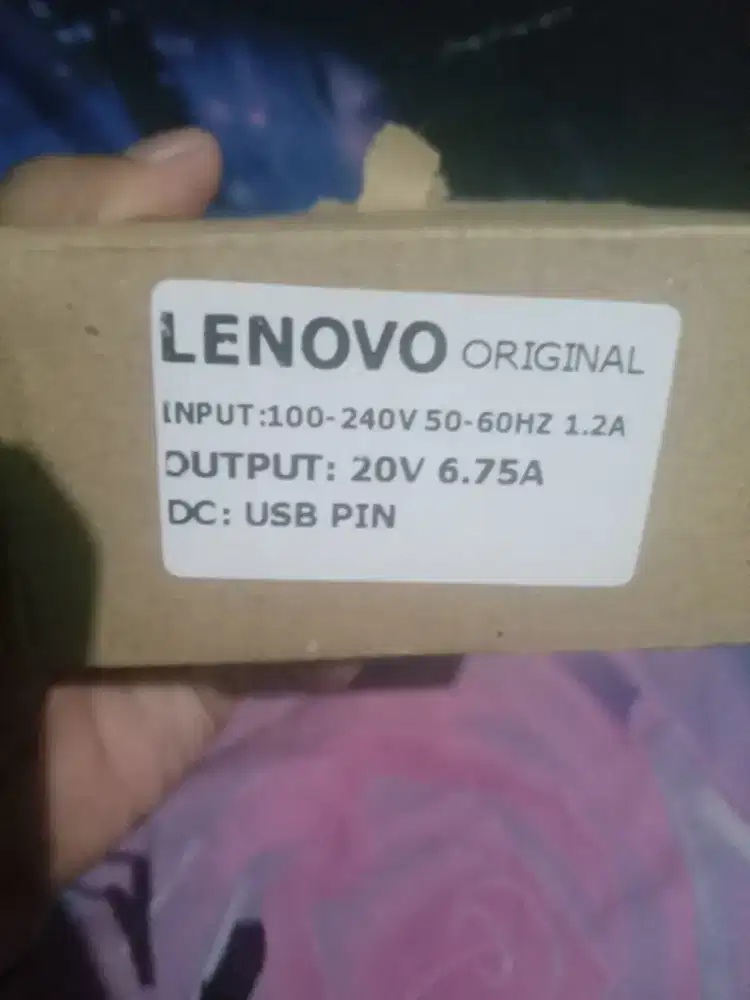 LENOVO ORIGINAL
INPUT:100-240V 50-60HZ 1.2A
OUTPUT: 20V 6.75A
DC: USB PIN